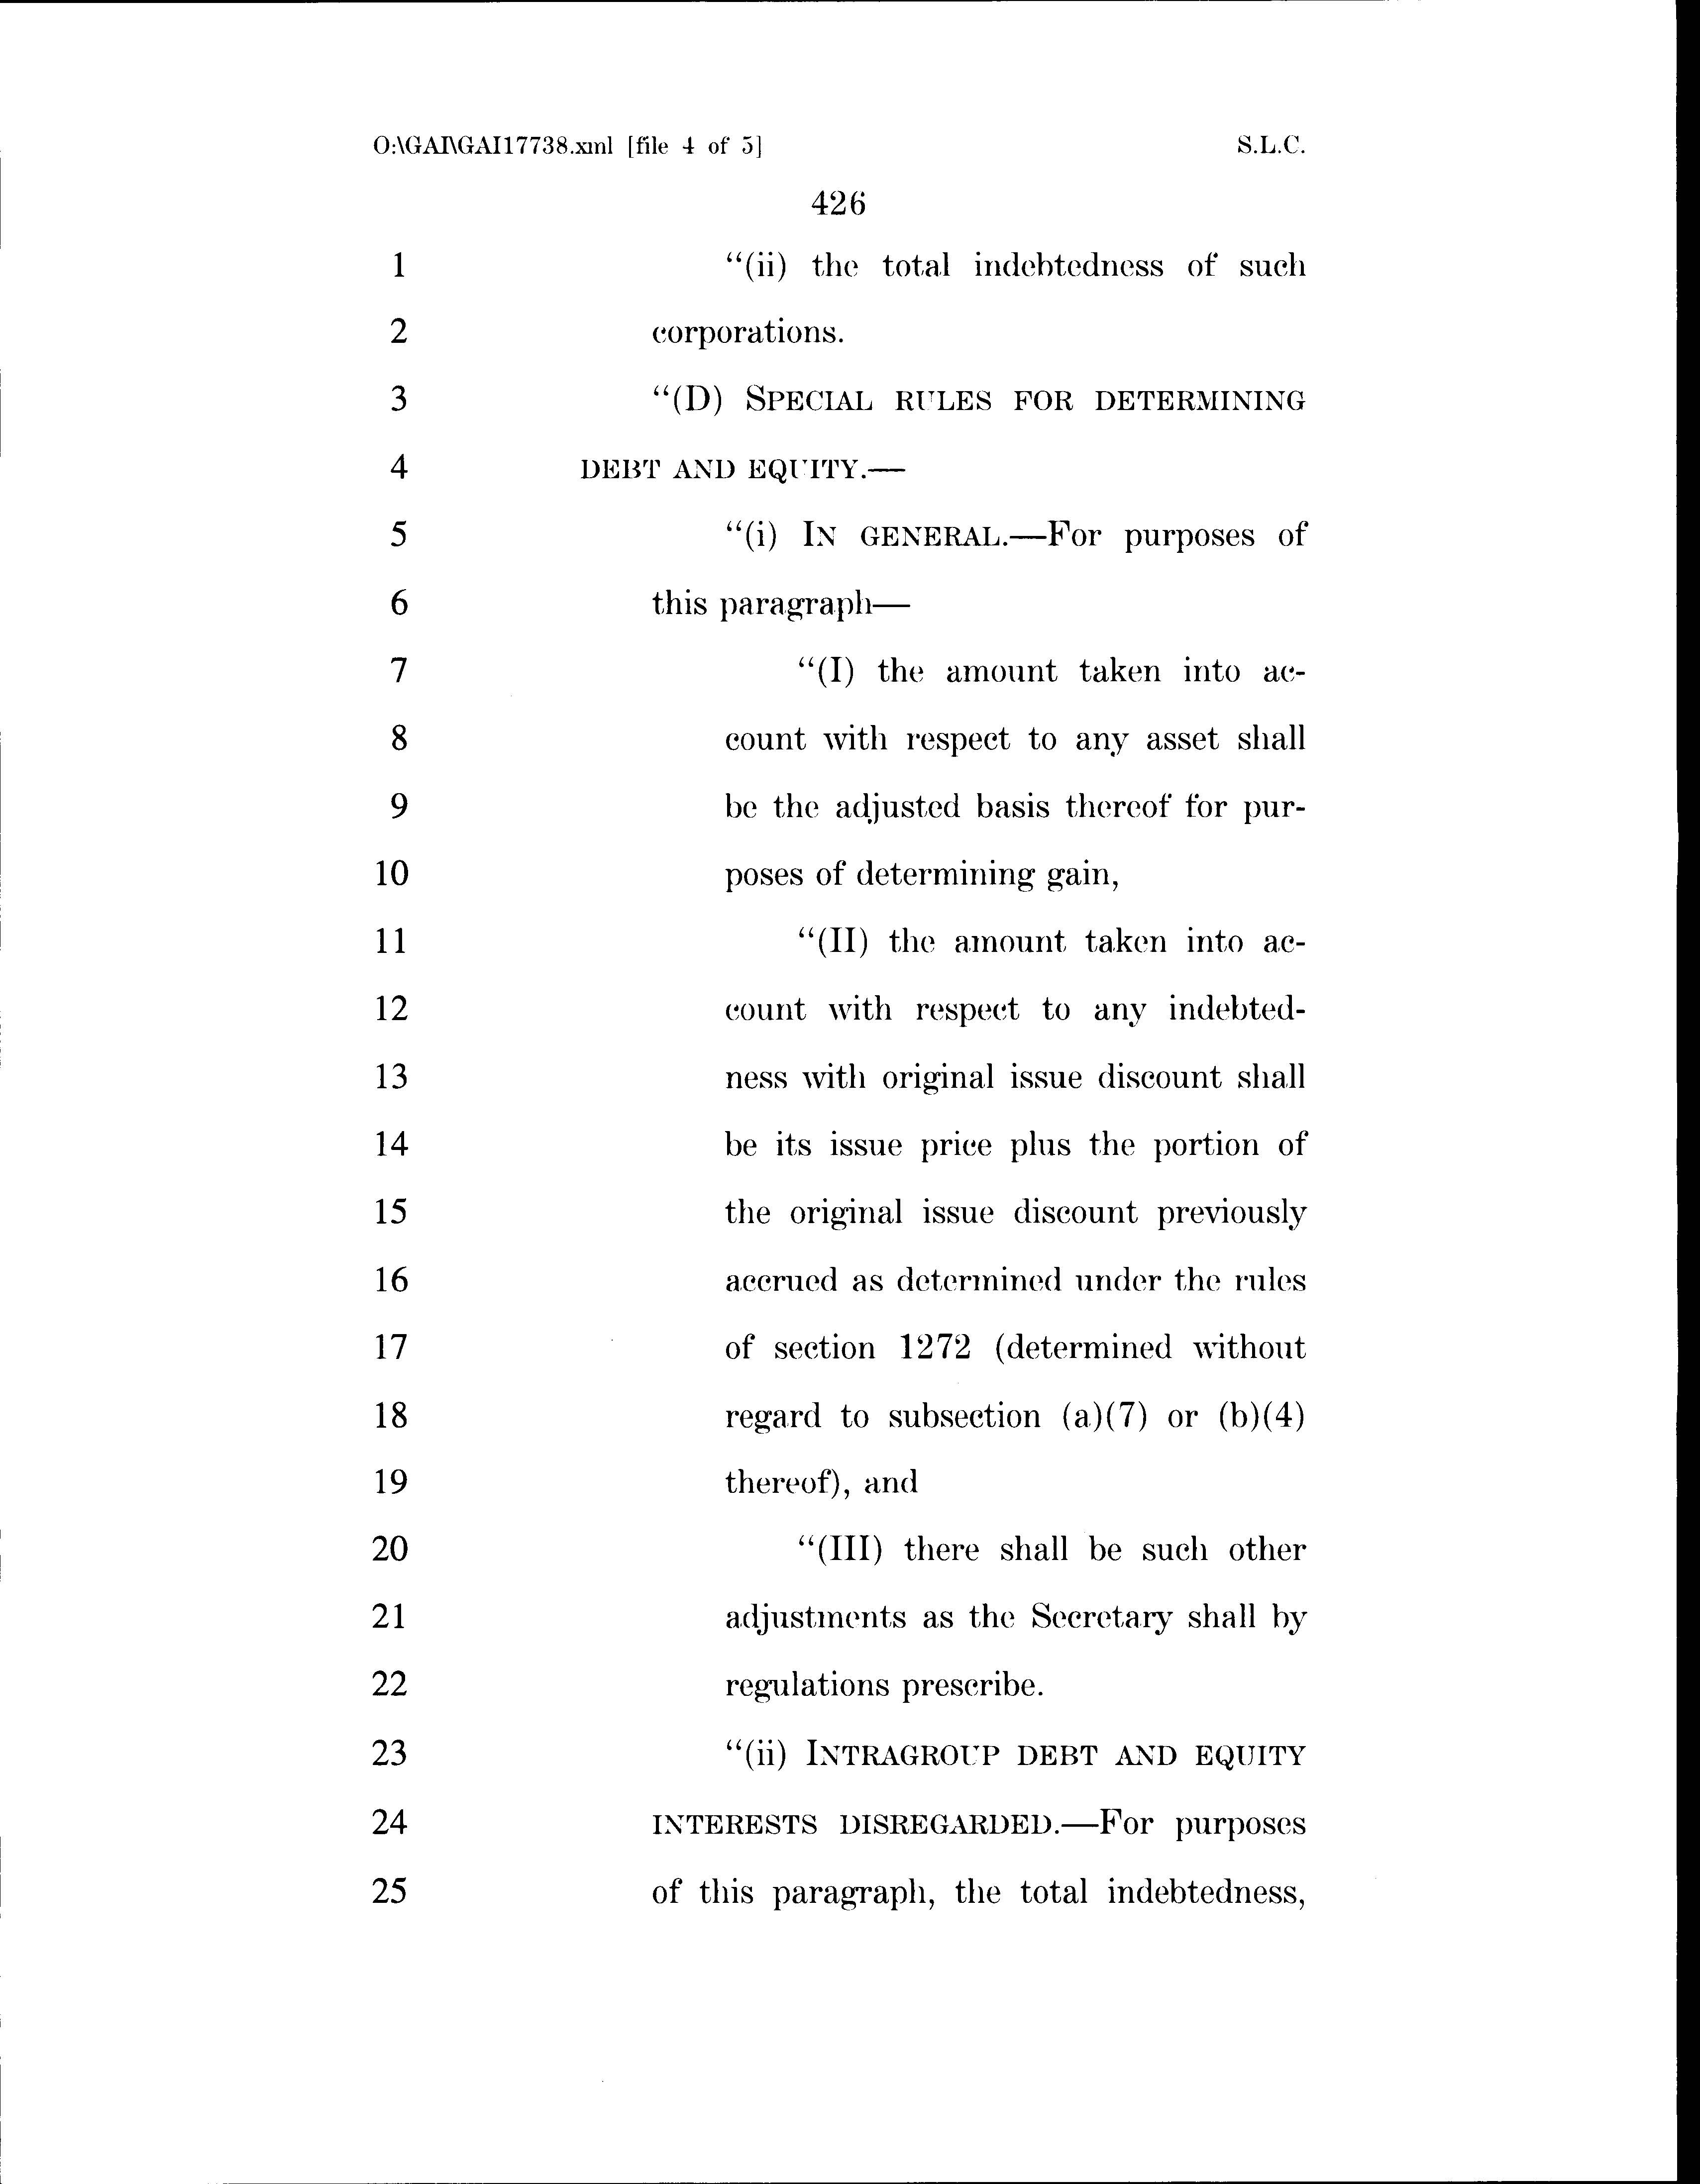 O:\GAI\GAI17738.xml [file 4 of 5] S.L.C.
426
1 “(ii) the total indebtedness of such
2 corporations.
3 “(D) SPECIAL RULES FOR DETERMINING
4 DEBT AND EQUITY.—
5 “(i) IN GENERAL.—For purposes of
6 this paragraph—
7 “(I) the amount taken into ac-
8 count with respect to any asset shall
9 be the adjusted basis thereof for pur-
10 poses of determining gain,
11 “(II) the amount taken into ac-
12 count with respect to any indebted-
13 ness with original issue discount shall
14 be its issue price plus the portion of
15 the original issue discount previously
16 accrued as determined under the rules
17 of section 1272 (determined without
18 regard to subsection (a)(7) or (b)(4)
19 thereof), and
20 “(III) there shall be such other
21 adjustments as the Secretary shall by
22 regulations prescribe.
23 “(ii) INTRAGROUP DEBT AND EQUITY
24 INTERESTS DISREGARDED.—For purposes
25 of this paragraph, the total indebtedness,